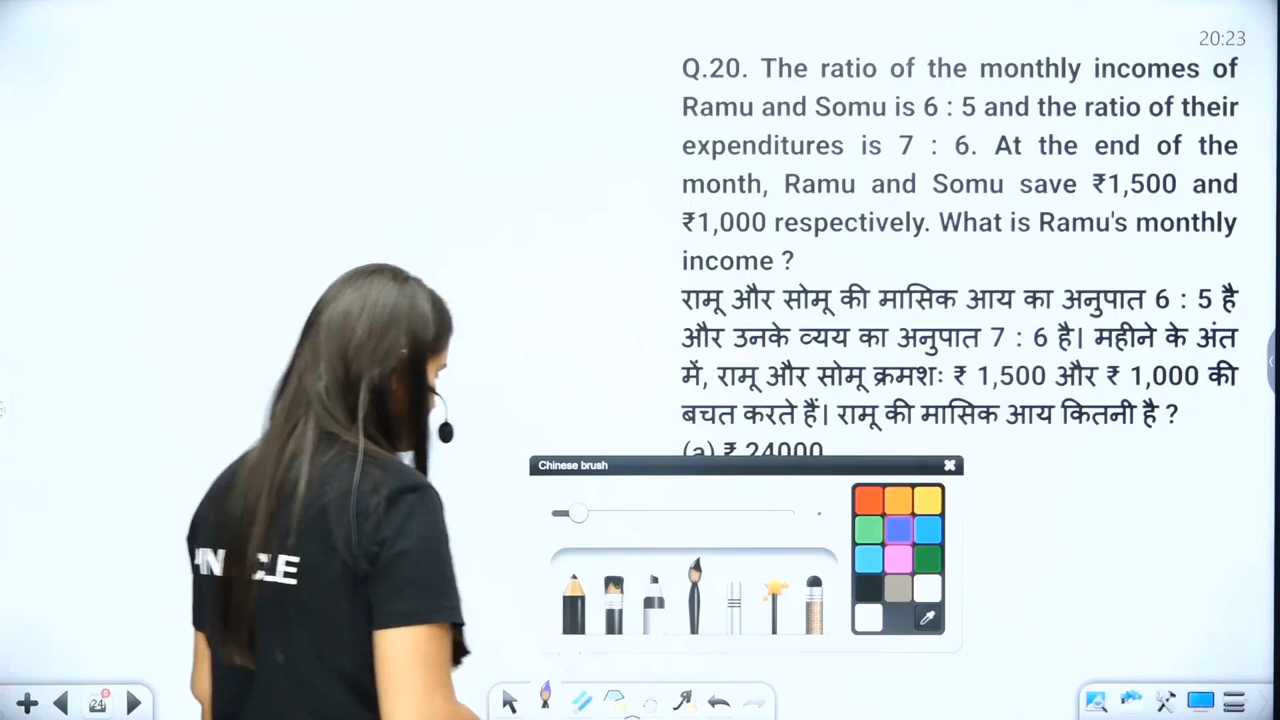 20:23
Q.20. The ratio of the monthly incomes of
Ramu and Somu is 6 : 5 and the ratio of their
expenditures is 7 : 6. At the end of the
month, Ramu and Somu save ₹1,500 and
₹1,000 respectively. What is Ramu's monthly
income ?
रामू और सोमू की मासिक आय का अनुपात 6 : 5 है
और उनके व्यय का अनुपात 7 : 6 है। महीने के अंत
में, रामू और सोमू क्रमशः ₹ 1,500 और ₹ 1,000 की
बचत करते हैं। रामू की मासिक आय कितनी है ?
(a) ₹ 24000
Chinese brush
24